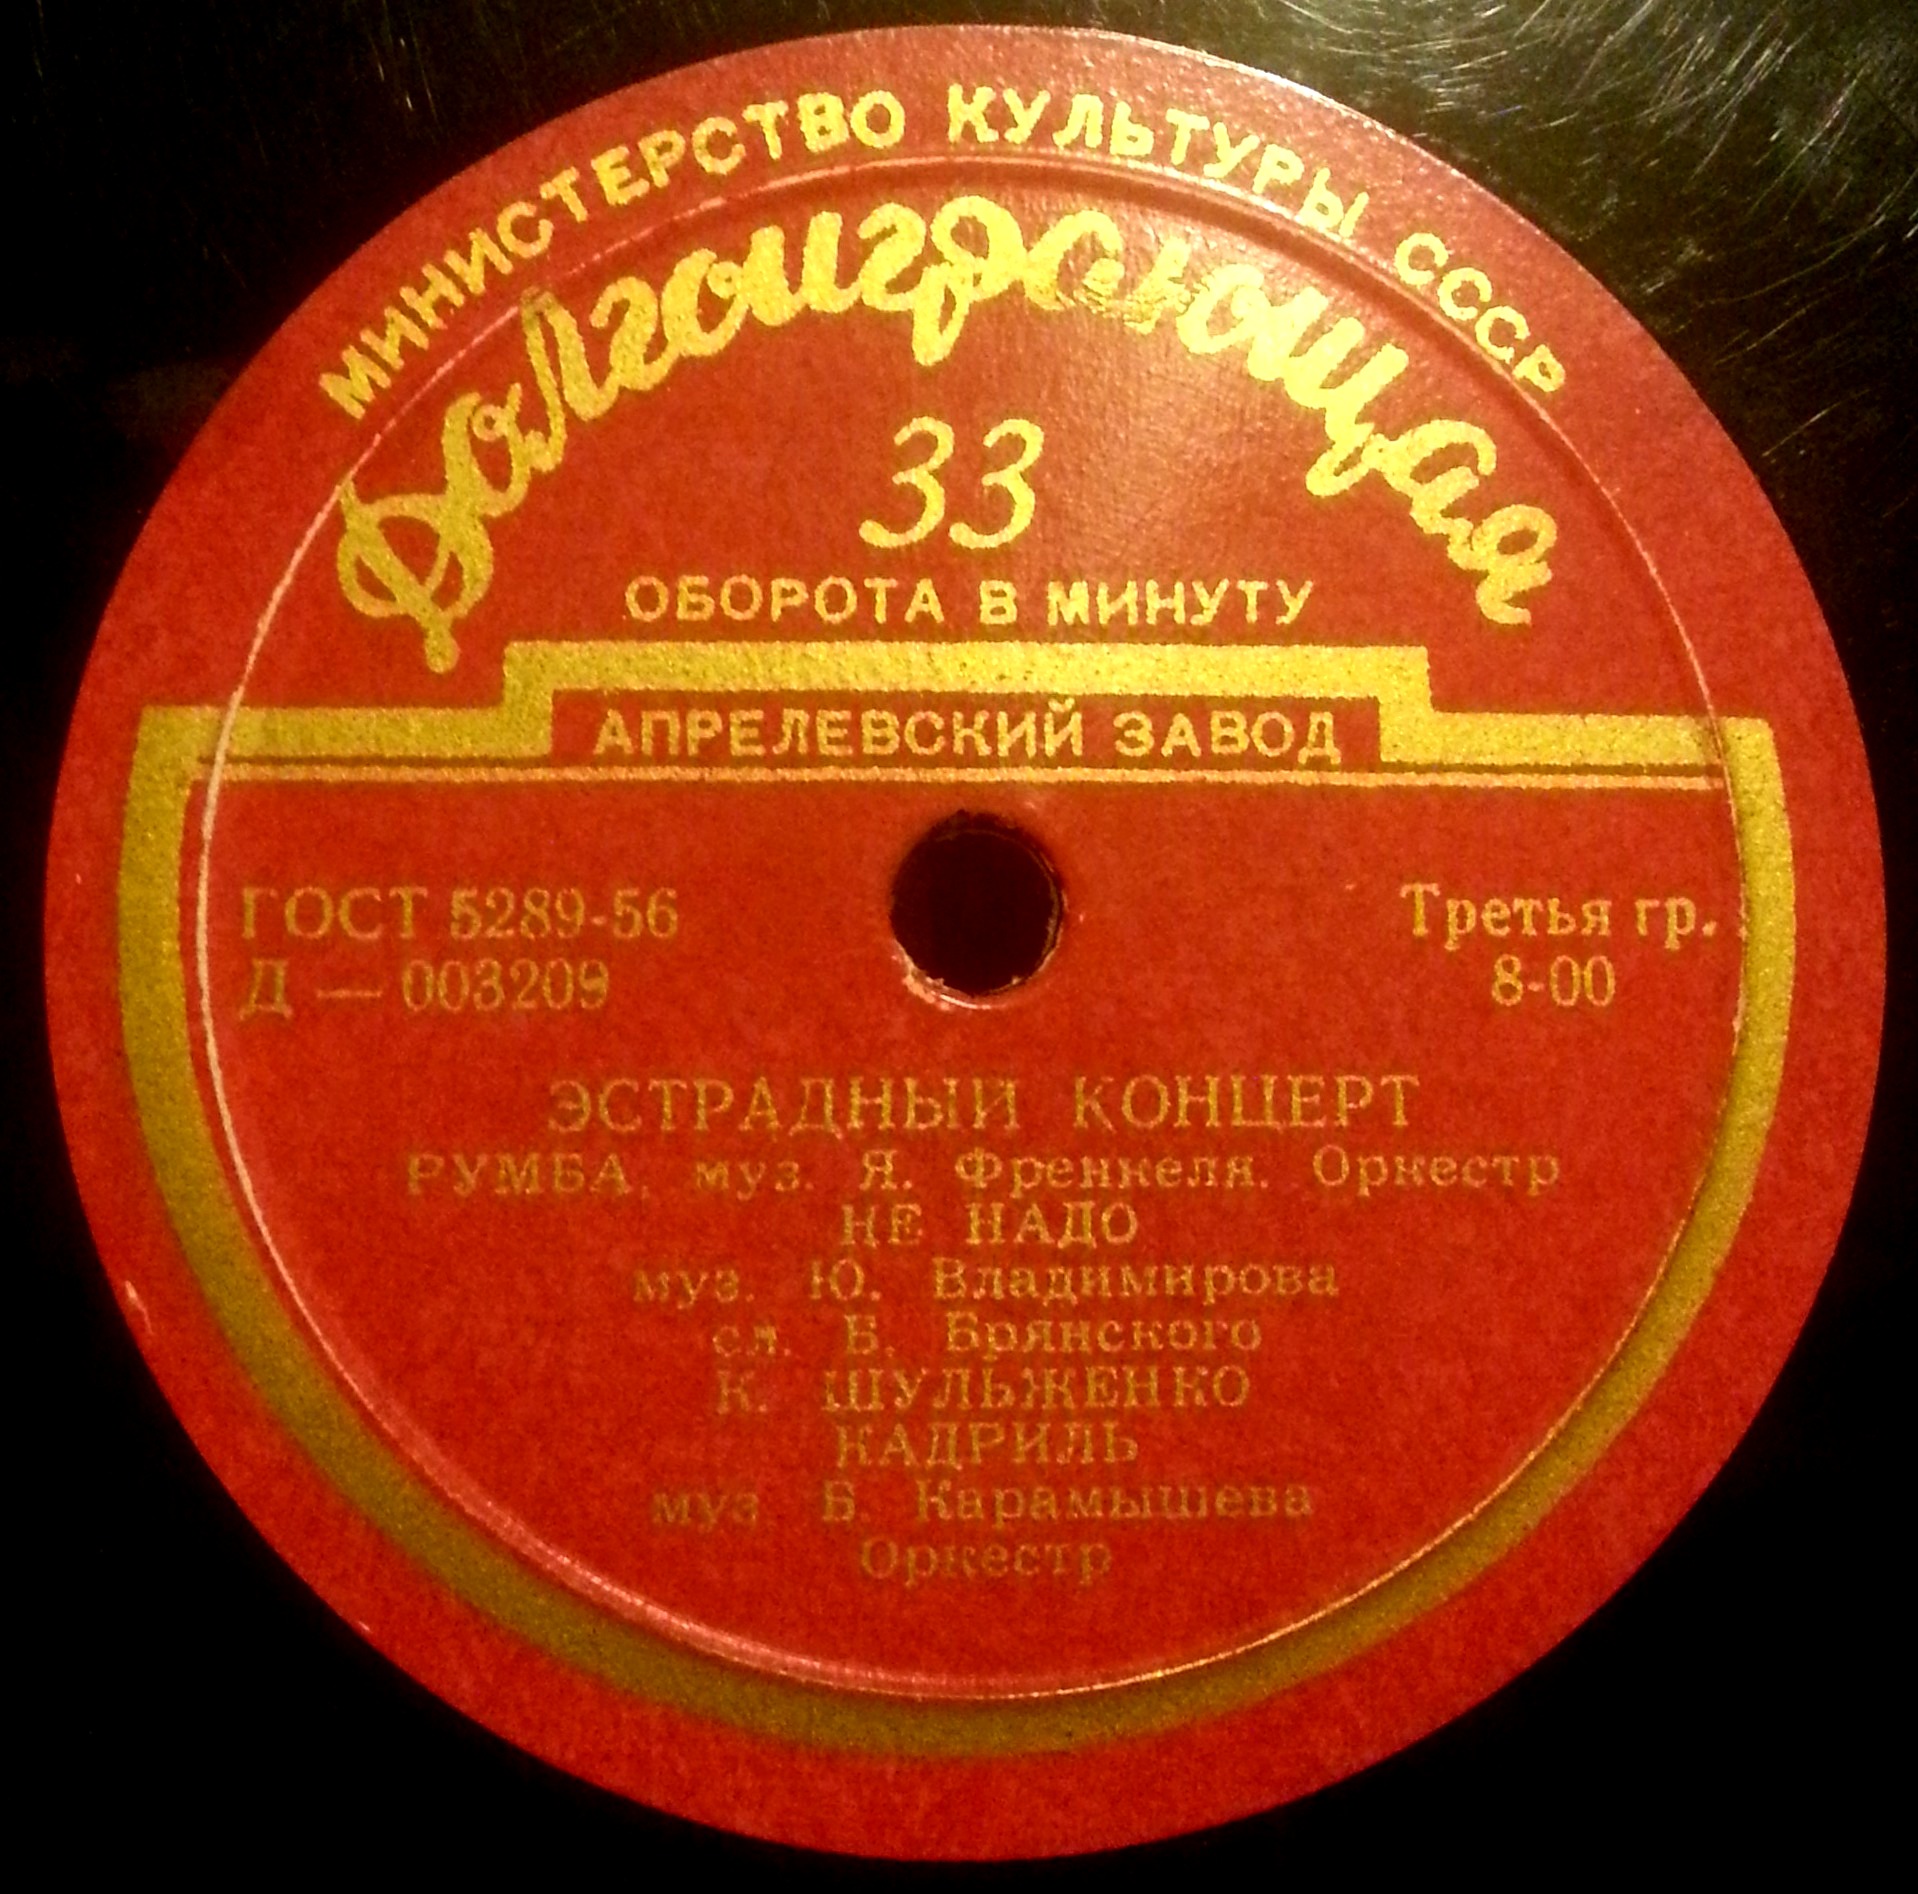 МИНИСТЕРСТВО КУЛЬТУРЫ СССР
Долгоиграющая
33
ОБОРОТА В МИНУТУ
АПРЕЛЕВСКИЙ ЗАВОД
ГОСТ 5289-56
Третья гр.
Д — 003209
8-00
ЭСТРАДНЫЙ КОНЦЕРТ
РУМБА, муз. Я. Френкеля. Оркестр
НЕ НАДО
муз. Ю. Владимирова
сл. Б. Брянского
К. ШУЛЬЖЕНКО
КАДРИЛЬ
муз Б. Карамышева
Оркестр